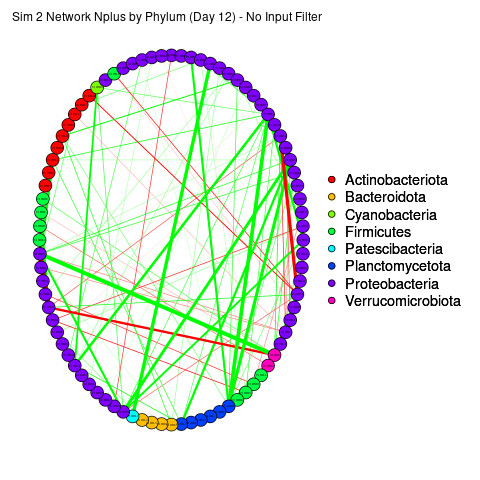 Sim 2 Network Nplus by Phylum (Day 12) - No Input Filter
Actinobacteriota
Bacteroidota
Cyanobacteria
Firmicutes
Patescibacteria
Planctomycetota
Proteobacteria
Verrucomicrobiota